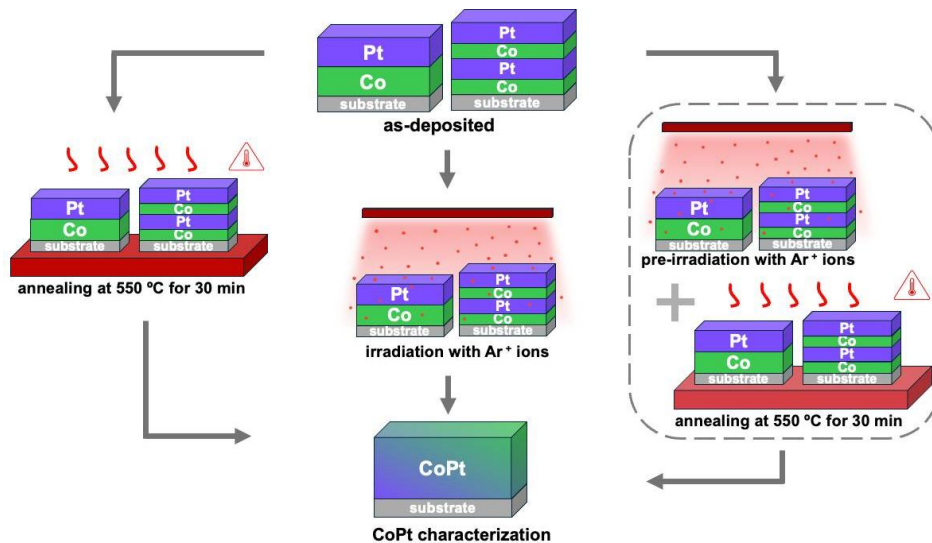 Pt
Co
substrate
Pt
Co
Pt
Co
substrate
as-deposited
Pt
Co
substrate
Pt
Co
Pt
Co
substrate
annealing at 550 ºC for 30 min
Pt
Co
substrate
Pt
Co
Pt
Co
substrate
irradiation with Ar⁺ ions
Pt
Co
substrate
Pt
Co
Pt
Co
substrate
pre-irradiation with Ar⁺ ions
+
Pt
Co
substrate
Pt
Co
Pt
Co
substrate
annealing at 550 ºC for 30 min
CoPt
substrate
CoPt characterization